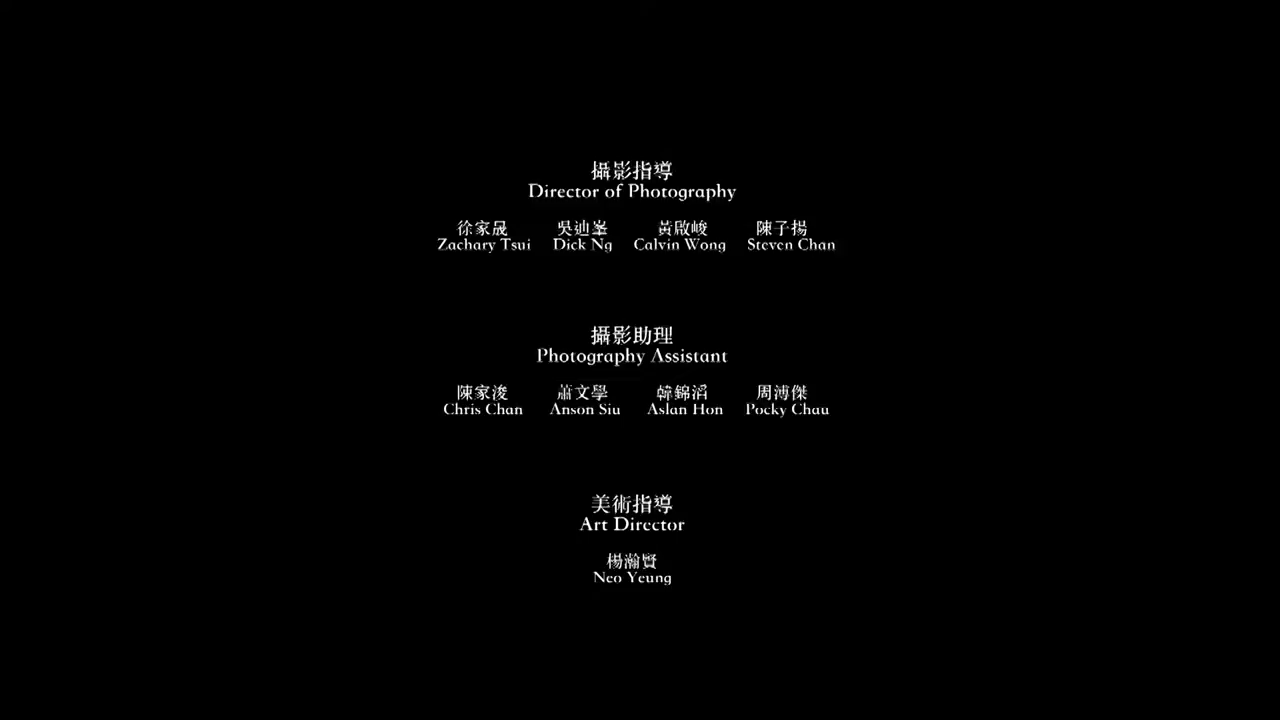 攝影指導
Director of Photography
徐家晟 吳迪峯 黃啟峻 陳子揚
Zachary Tsui Dick Ng Calvin Wong Steven Chan
攝影助理
Photography Assistant
陳家浚 蕭文學 韓錦滔 周溥傑
Chris Chan Anson Siu Aslan Hon Pocky Chau
美術指導
Art Director
楊瀚賢
Neo Yeung